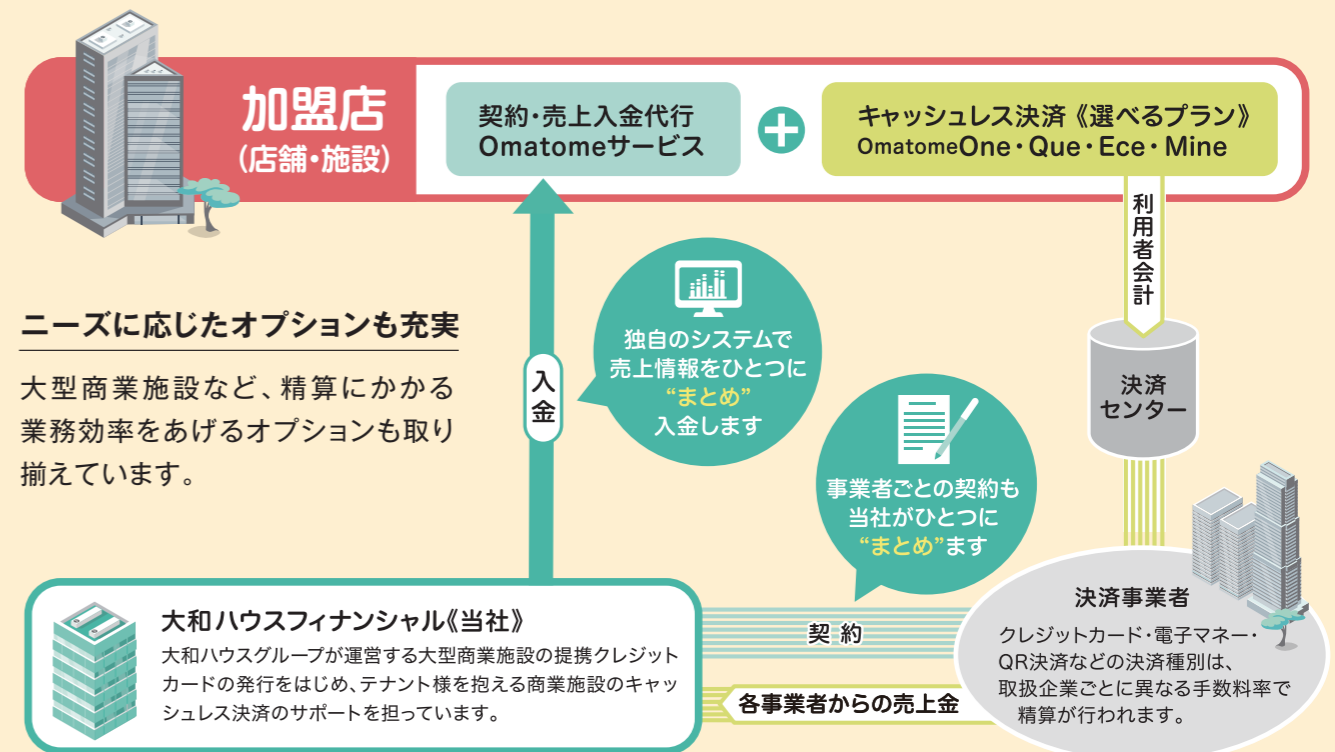 加盟店
(店舗・施設)
契約・売上入金代行
Omatomeサービス
キャッシュレス決済《選べるプラン》
OmatomeOne・Que・Ece・Mine
利用者会計
ニーズに応じたオプションも充実
大型商業施設など、精算にかかる
業務効率をあげるオプションも取り
揃えています。
入金
独自のシステムで
売上情報をひとつに
“まとめ”
入金します
決済
センター
事業者ごとの契約も
当社がひとつに
“まとめ”ます
大和ハウスフィナンシャル《当社》
大和ハウスグループが運営する大型商業施設の提携クレジット
カードの発行をはじめ、テナント様を抱える商業施設のキャッ
シュレス決済のサポートを担っています。
契約
各事業者からの売上金
決済事業者
クレジットカード・電子マネー・
QR決済などの決済種別は、
取扱企業ごとに異なる手数料率で
精算が行われます。